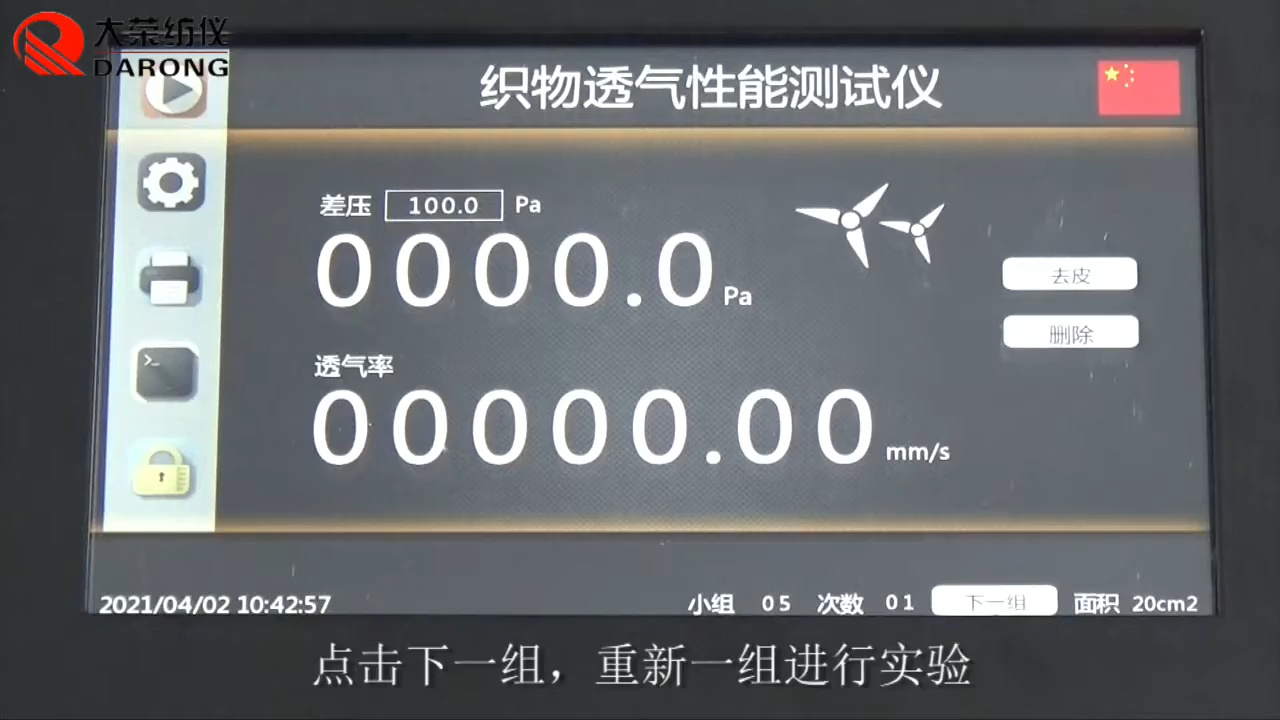 大荣纺仪
DARONG
织物透气性能测试仪
差压 100.0 Pa
0000.0 Pa
去皮
删除
透气率
00000.00 mm/s
2021/04/02 10:42:57 小组 05 次数 01 下一组 面积 20cm2
点击下一组，重新一组进行实验